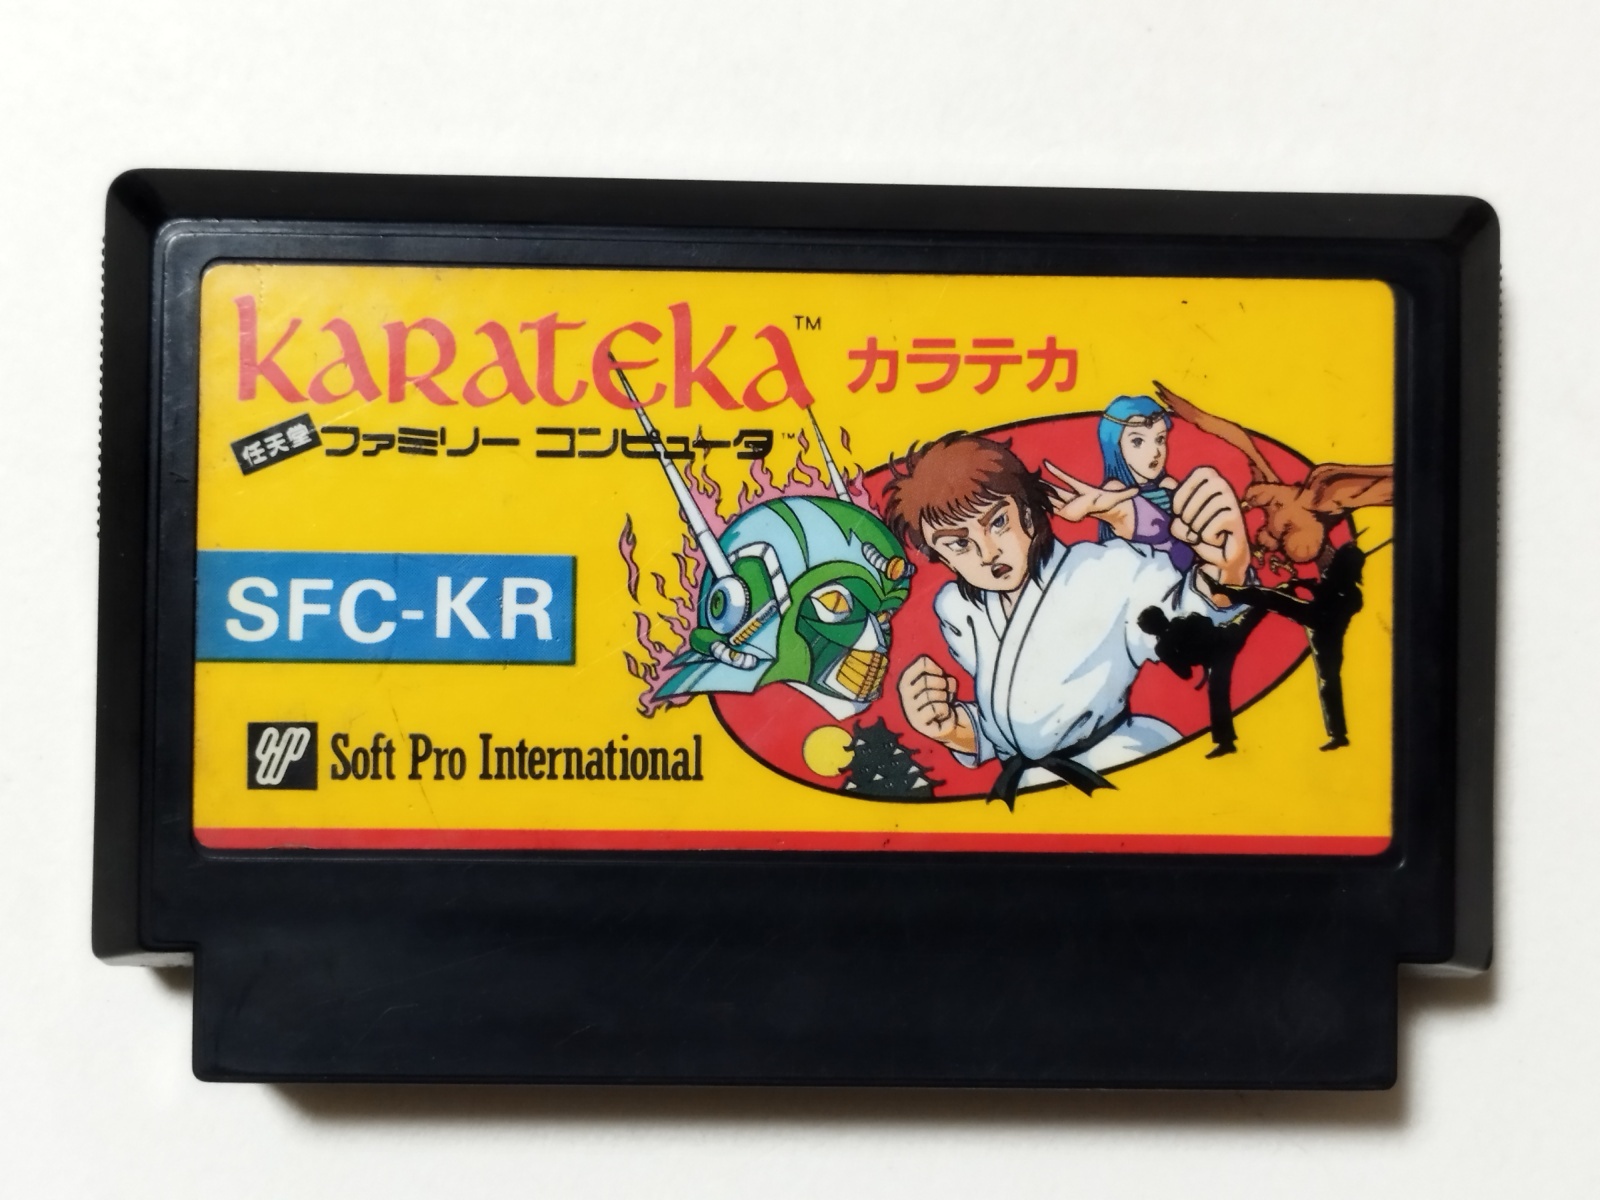 KARATEKA™ カラテカ
任天堂 ファミリー コンピュータ™
SFC-KR
Soft Pro International